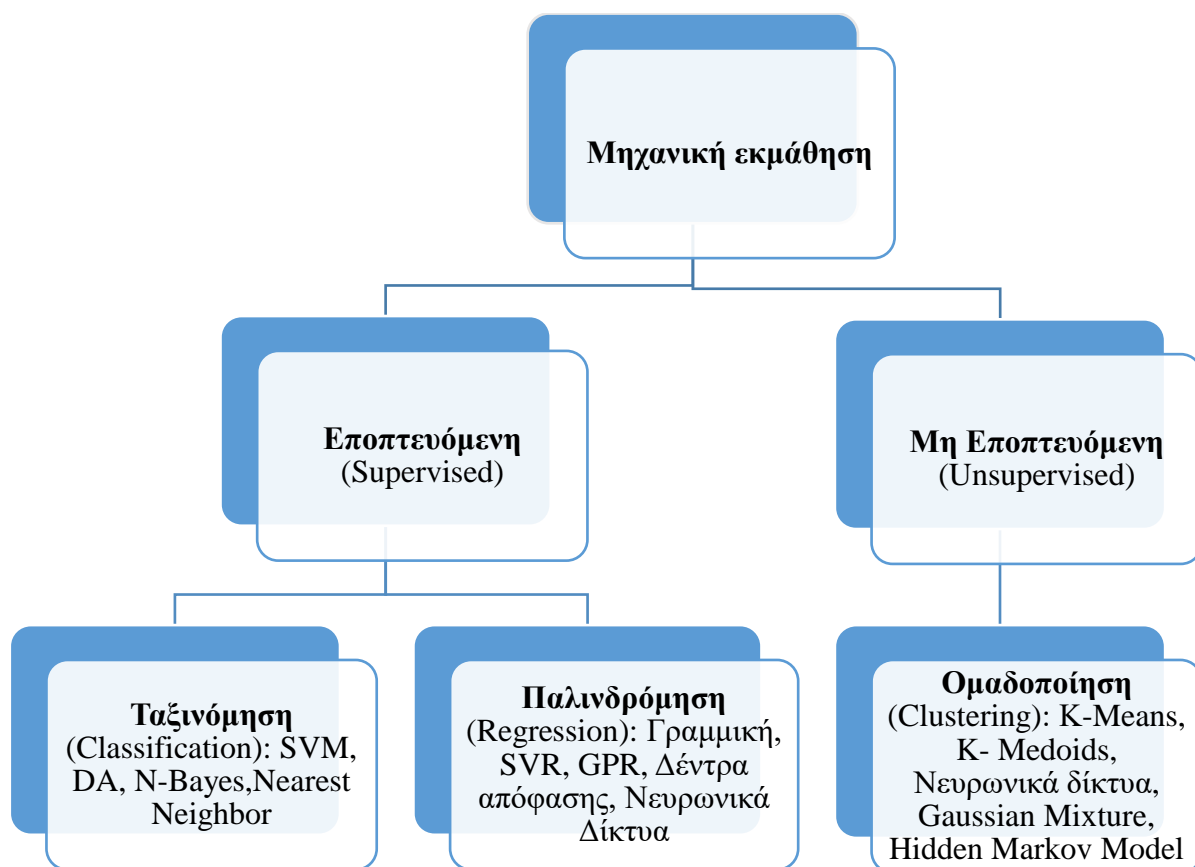 Μηχανική εκμάθηση
Εποπτευόμενη
(Supervised)
Μη Εποπτευόμενη
(Unsupervised)
Ταξινόμηση
(Classification): SVM,
DA, N-Bayes,Nearest
Neighbor
Παλινδρόμηση
(Regression): Γραμμική,
SVR, GPR, Δέντρα
απόφασης, Νευρωνικά
Δίκτυα
Ομαδοποίηση
(Clustering): K-Means,
K- Medoids,
Νευρωνικά δίκτυα,
Gaussian Mixture,
Hidden Markov Model